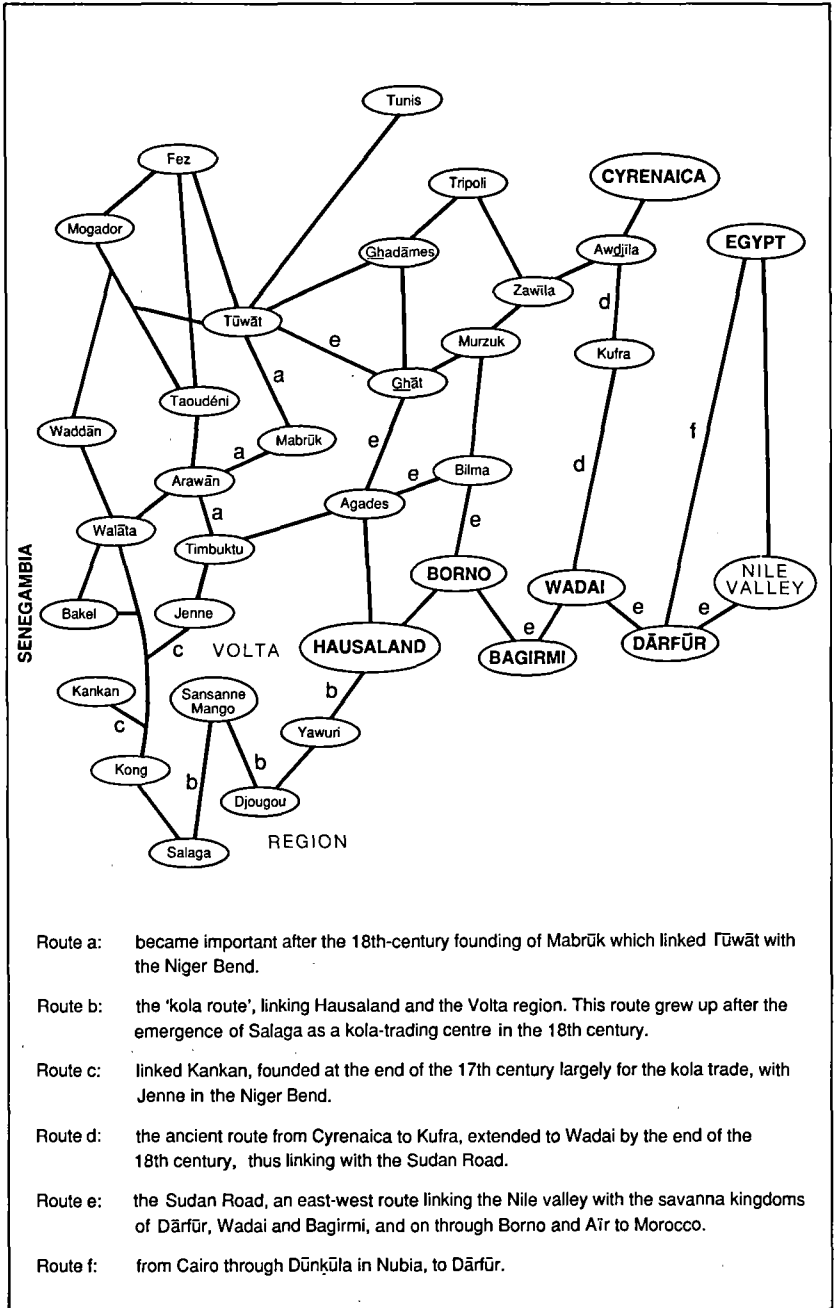 Tunis
Fez
Tripoli
CYRENAICA
Mogador
Ghadāmes
Awdjila
EGYPT
Zawīla
d
Tūwāt
e
Murzuk
Kufra
a
Ghāt
Taoudéni
f
Waddān
Mabrūk
a
e
d
Arawān
e
Bilma
a
Agades
e
Walāta
Timbuktu
SENEGAMBIA
BORNO
WADAI
NILE
VALLEY
Bakel
Jenne
e
e
e
c
VOLTA
HAUSALAND
BAGIRMI
DĀRFŪR
Kankan
Sansanne
Mango
b
c
Yawuri
Kong
b
b
Djougou
Salaga
REGION
Route a: became important after the 18th-century founding of Mabrūk which linked Tūwāt with
the Niger Bend.
Route b: the 'kola route', linking Hausaland and the Volta region. This route grew up after the
emergence of Salaga as a kola-trading centre in the 18th century.
Route c: linked Kankan, founded at the end of the 17th century largely for the kola trade, with
Jenne in the Niger Bend.
Route d: the ancient route from Cyrenaica to Kufra, extended to Wadai by the end of the
18th century, thus linking with the Sudan Road.
Route e: the Sudan Road, an east-west route linking the Nile valley with the savanna kingdoms
of Dārfūr, Wadai and Bagirmi, and on through Borno and Aïr to Morocco.
Route f: from Cairo through Dūnḳūla in Nubia, to Dārfūr.